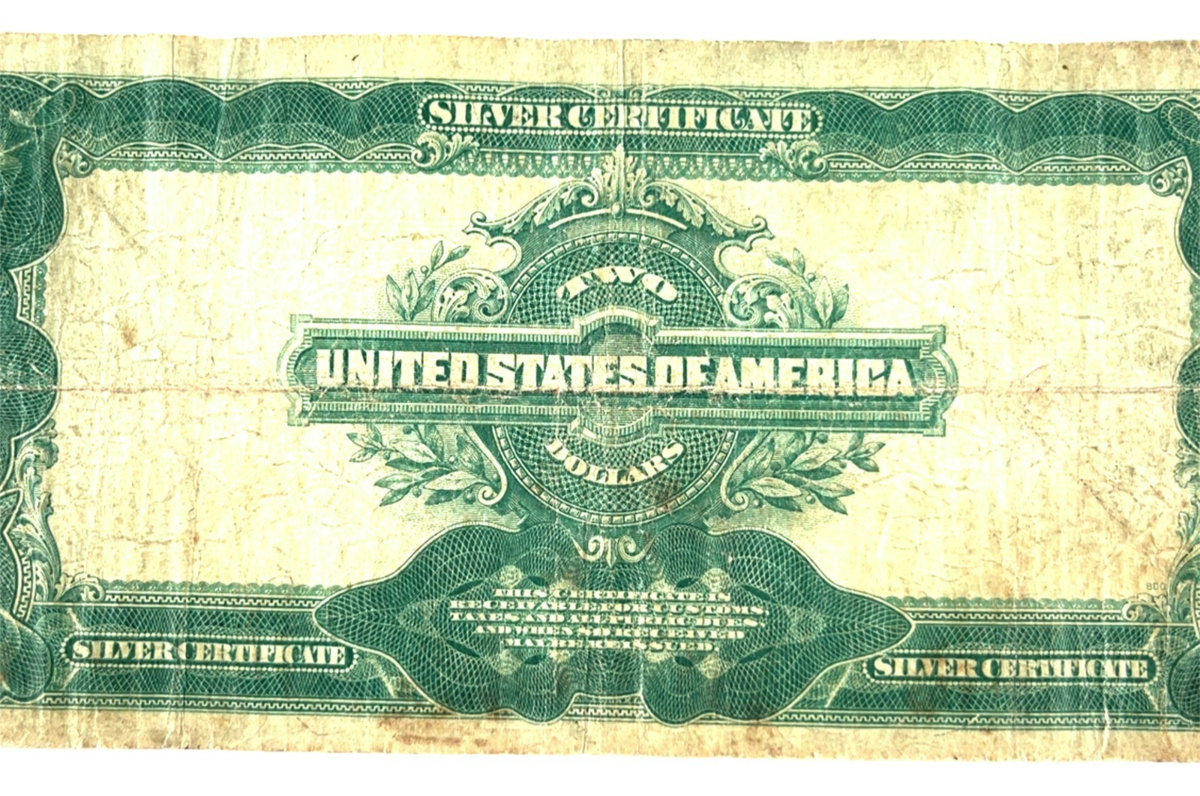 SILVER CERTIFICATE
TWO
UNITED STATES OF AMERICA
DOLLARS
800
THIS CERTIFICATE IS
RECEIVABLE FOR CUSTOMS
TAXES AND ALL PUBLIC DUES
AND WHEN SO RECEIVED
MAY BE REISSUED.
SILVER CERTIFICATE
SILVER CERTIFICATE